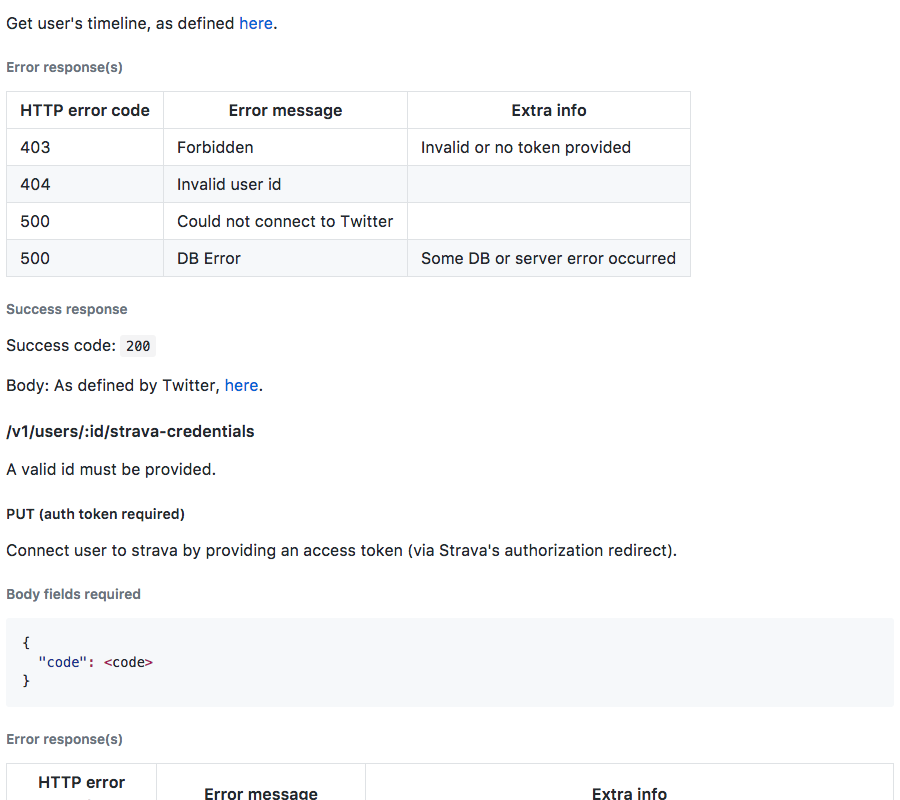 Get user's timeline, as defined here.
Error response(s)
HTTP error code Error message Extra info
403 Forbidden Invalid or no token provided
404 Invalid user id
500 Could not connect to Twitter
500 DB Error Some DB or server error occurred
Success response
Success code: 200
Body: As defined by Twitter, here.
/v1/users/:id/strava-credentials
A valid id must be provided.
PUT (auth token required)
Connect user to strava by providing an access token (via Strava's authorization redirect).
Body fields required
{
"code": <code>
}
Error response(s)
HTTP error
Error message Extra info